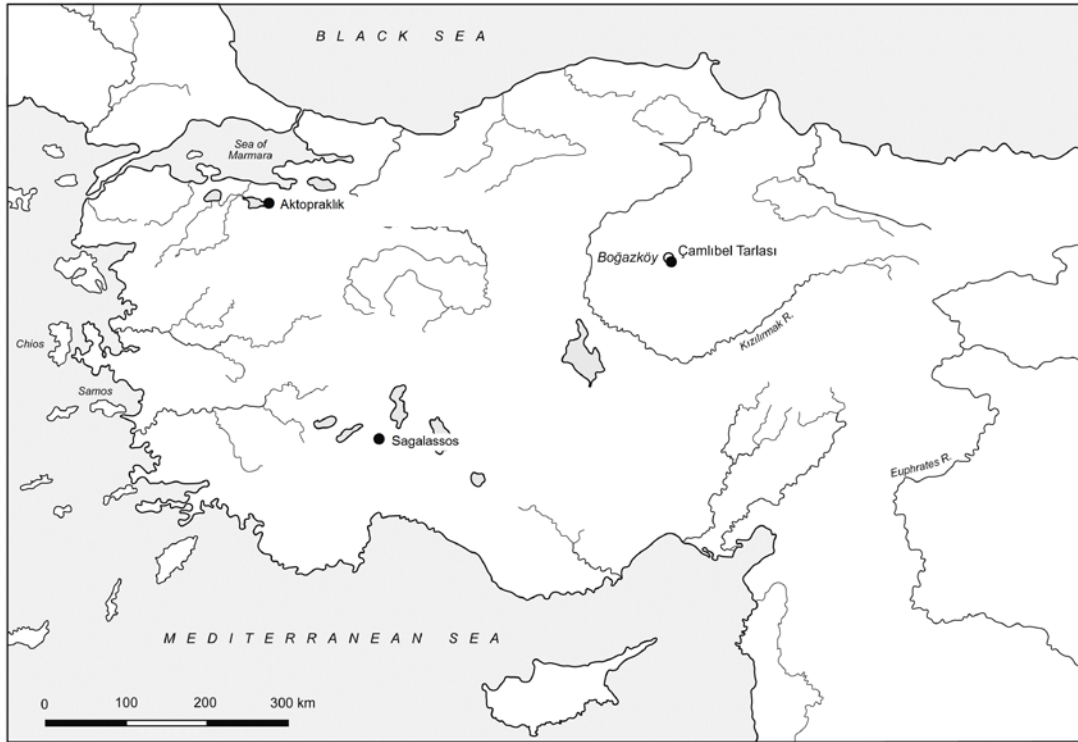 BLACK SEA
Sea of
Marmara
Aktopraklık
Boğazköy
Çamlıbel Tarlası
Kızılırmak R.
Chios
Samos
Sagalassos
Euphrates R.
MEDITERRANEAN SEA
0 100 200 300 km